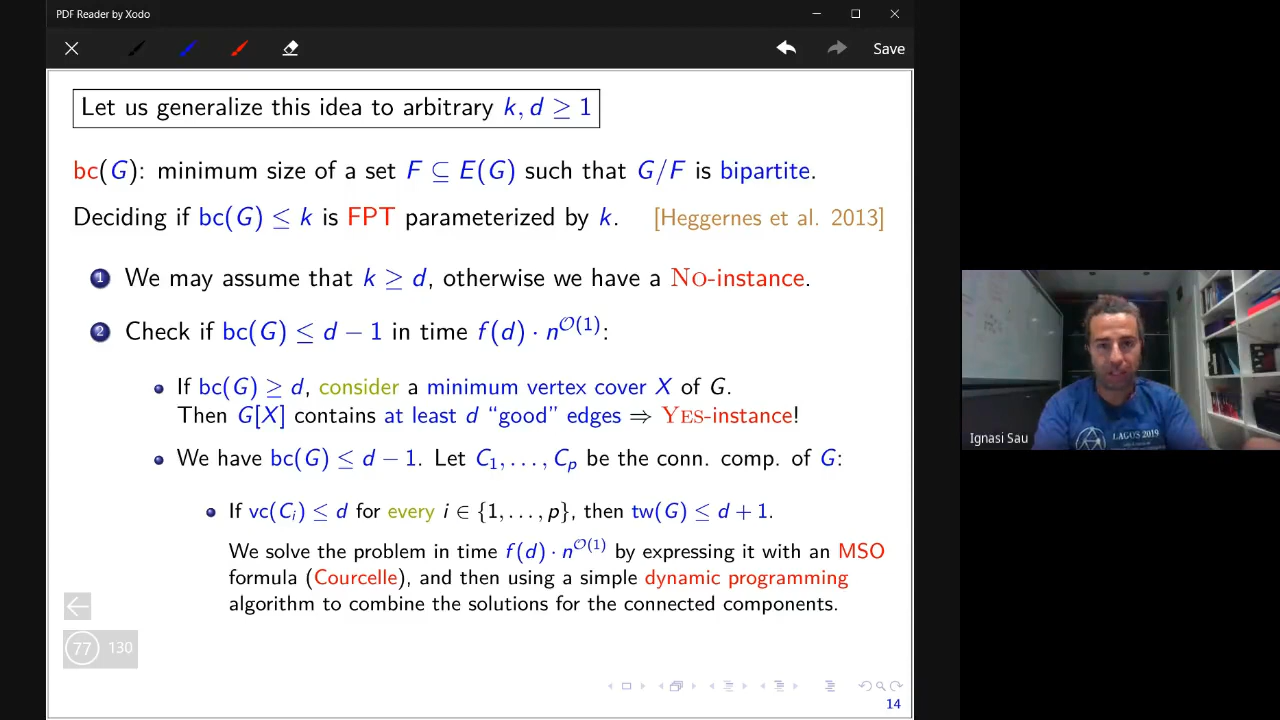 PDF Reader by Xodo
Save
Let us generalize this idea to arbitrary k, d ≥ 1
bc(G): minimum size of a set F ⊆ E(G) such that G/F is bipartite.
Deciding if bc(G) ≤ k is FPT parameterized by k. [Heggernes et al. 2013]
1 We may assume that k ≥ d, otherwise we have a No-instance.
2 Check if bc(G) ≤ d − 1 in time f(d) · n^O(1):
If bc(G) ≥ d, consider a minimum vertex cover X of G.
Then G[X] contains at least d “good” edges ⇒ Yes-instance!
We have bc(G) ≤ d − 1. Let C₁, . . . , Cₚ be the conn. comp. of G:
If vc(Cᵢ) ≤ d for every i ∈ {1, . . . , p}, then tw(G) ≤ d + 1.
We solve the problem in time f(d) · n^O(1) by expressing it with an MSO
formula (Courcelle), and then using a simple dynamic programming
algorithm to combine the solutions for the connected components.
77 130
14
Ignasi Sau
LAGOS 2019